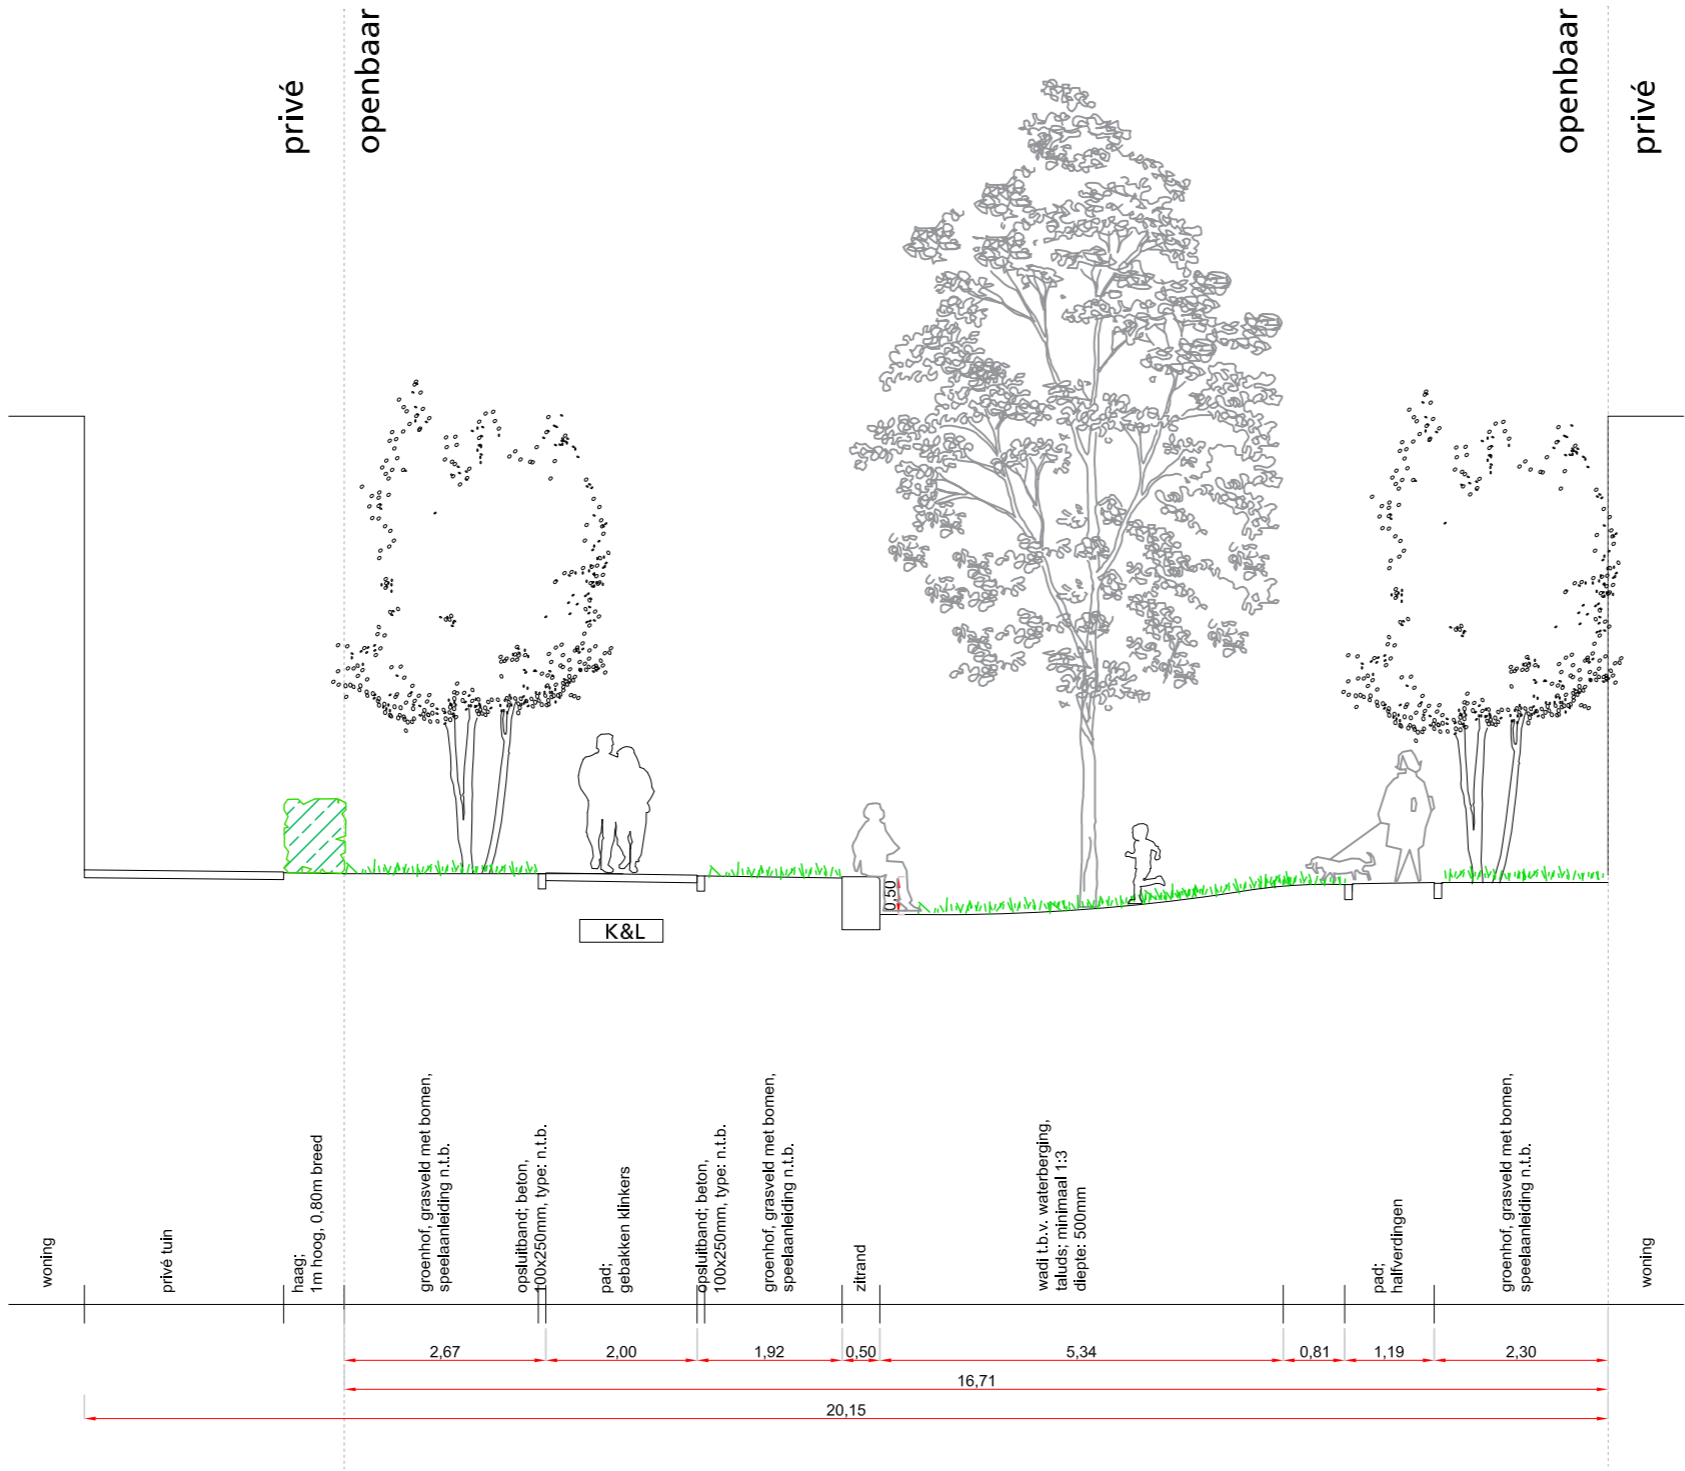 privé
openbaar
openbaar
privé
0,50
K&L
woning
privé tuin
haag;
1m hoog, 0,80m breed
groenhof, grasveld met bomen,
speelaanleiding n.t.b.
opsluitband; beton,
100x250mm, type: n.t.b.
pad;
gebakken klinkers
opsluitband; beton,
100x250mm, type: n.t.b.
groenhof, grasveld met bomen,
speelaanleiding n.t.b.
zitrand
wadi t.b.v. waterberging,
taluds; minimaal 1:3
diepte: 500mm
pad;
halfverdingen
groenhof, grasveld met bomen,
speelaanleiding n.t.b.
woning
2,67
2,00
1,92
0,50
5,34
0,81
1,19
2,30
16,71
20,15